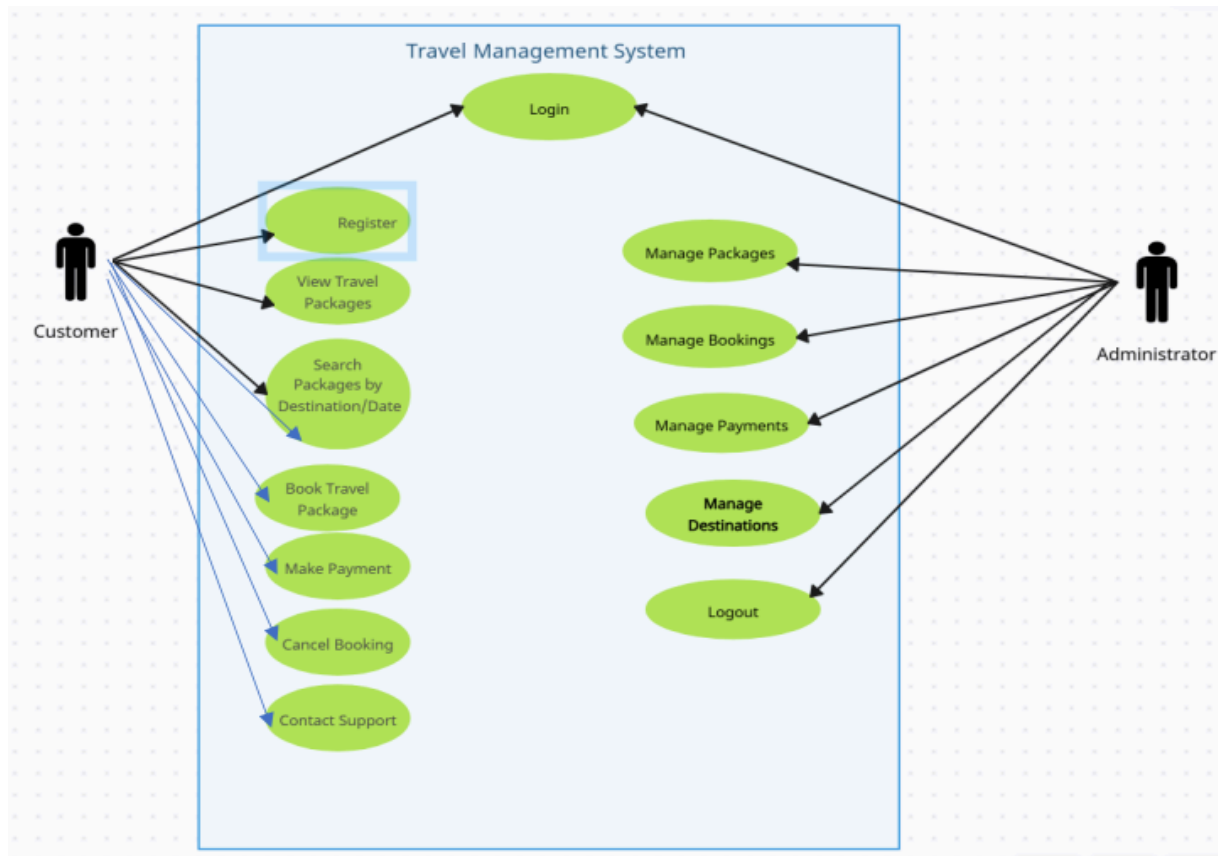 Travel Management System
Login
Register
View Travel
Packages
Search
Packages by
Destination/Date
Book Travel
Package
Make Payment
Cancel Booking
Contact Support
Customer
Manage Packages
Manage Bookings
Manage Payments
Manage
Destinations
Logout
Administrator